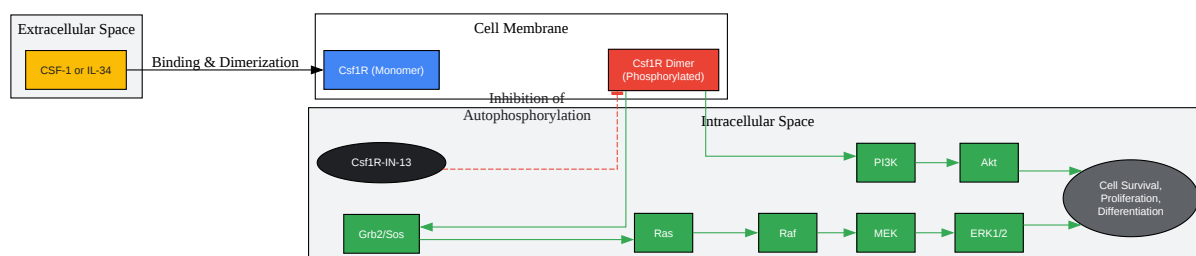 Extracellular Space
CSF-1 or IL-34
Binding & Dimerization
Cell Membrane
Csf1R (Monomer)
Csf1R Dimer
(Phosphorylated)
Inhibition of
Autophosphorylation
Intracellular Space
Csf1R-IN-13
PI3K
Akt
Cell Survival,
Proliferation,
Differentiation
Grb2/Sos
Ras
Raf
MEK
ERK1/2